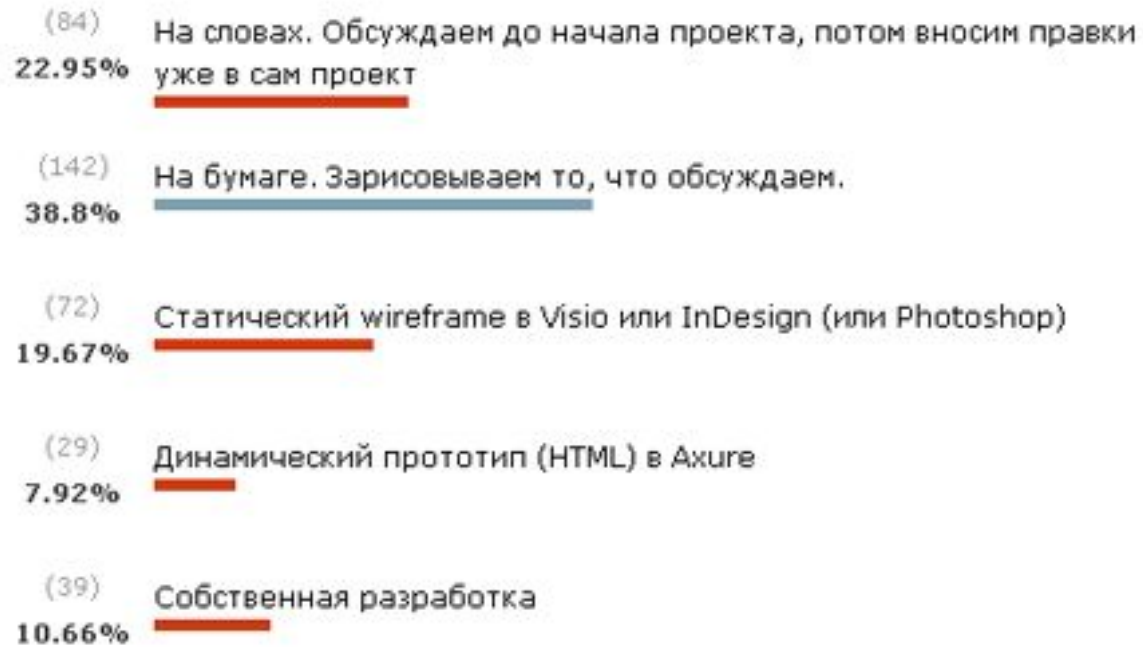 (84)
22.95%
На словах. Обсуждаем до начала проекта, потом вносим правки
уже в сам проект
(142)
38.8%
На бумаге. Зарисовываем то, что обсуждаем.
(72)
19.67%
Статический wireframe в Visio или InDesign (или Photoshop)
(29)
7.92%
Динамический прототип (HTML) в Axure
(39)
10.66%
Собственная разработка